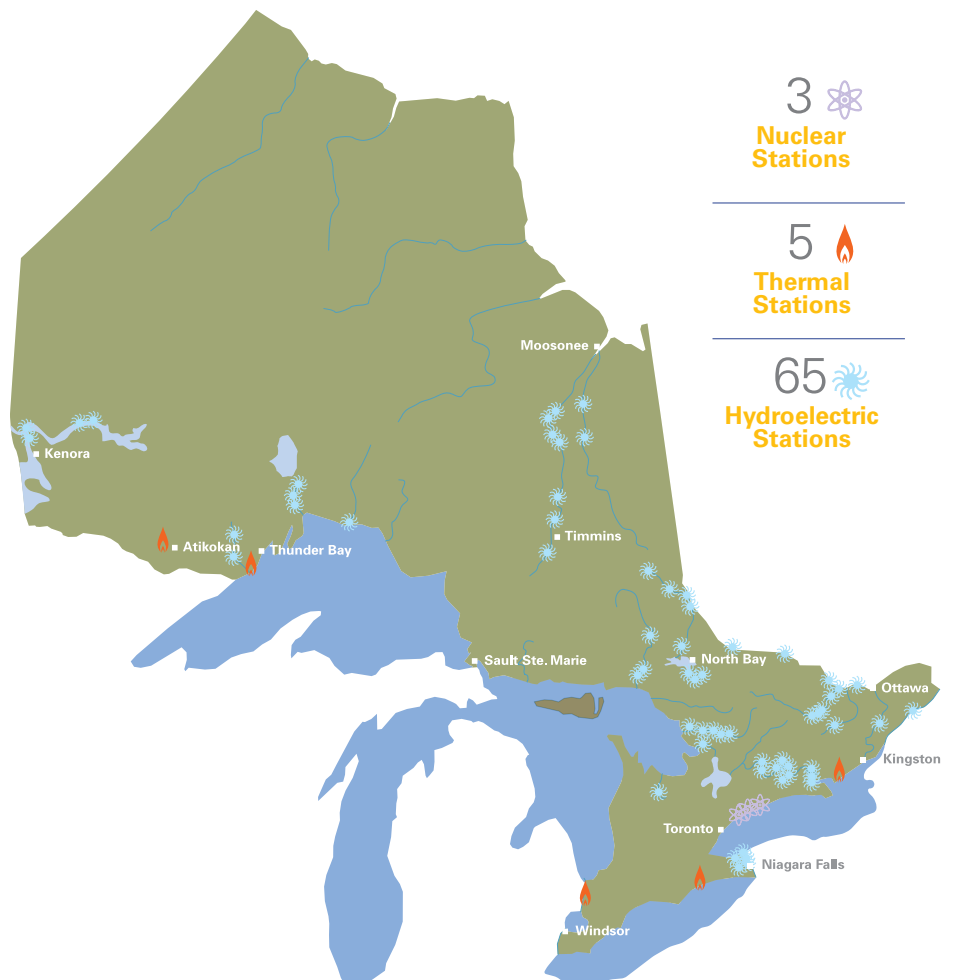 3
Nuclear
Stations
5
Thermal
Stations
65
Hydroelectric
Stations
Moosonee
Kenora
Atikokan
Thunder Bay
Timmins
Sault Ste. Marie
North Bay
Ottawa
Kingston
Toronto
Niagara Falls
Windsor